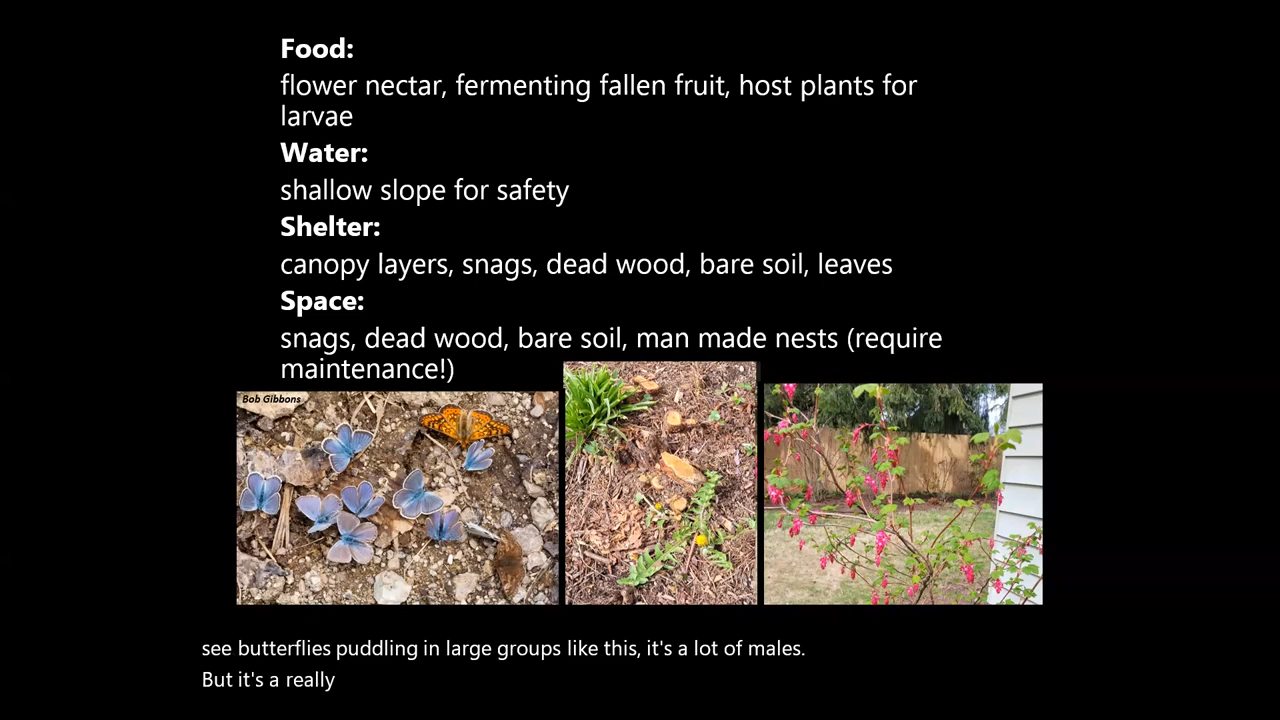 Food:
flower nectar, fermenting fallen fruit, host plants for
larvae
Water:
shallow slope for safety
Shelter:
canopy layers, snags, dead wood, bare soil, leaves
Space:
snags, dead wood, bare soil, man made nests (require
maintenance!)
Bob Gibbons
see butterflies puddling in large groups like this, it's a lot of males.
But it's a really